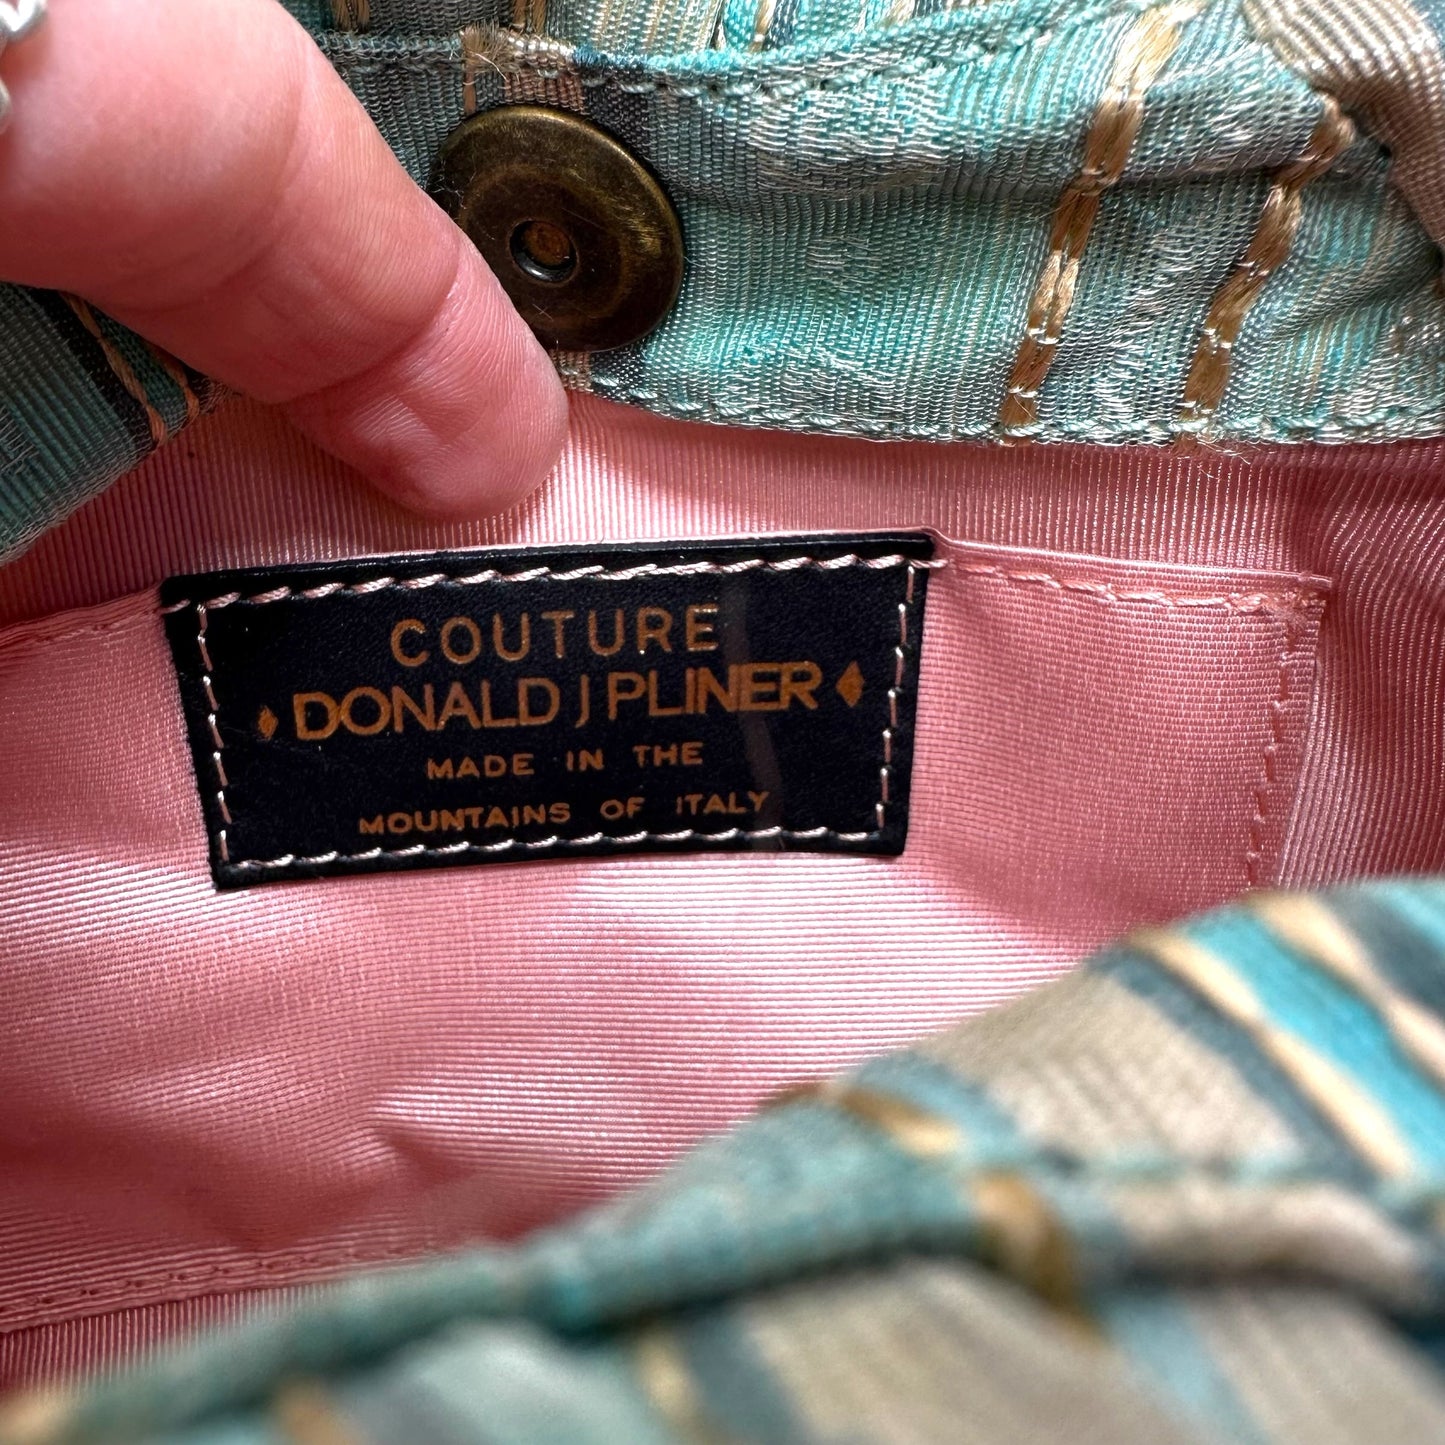 COUTURE
DONALD J PLINER
MADE IN THE
MOUNTAINS OF ITALY